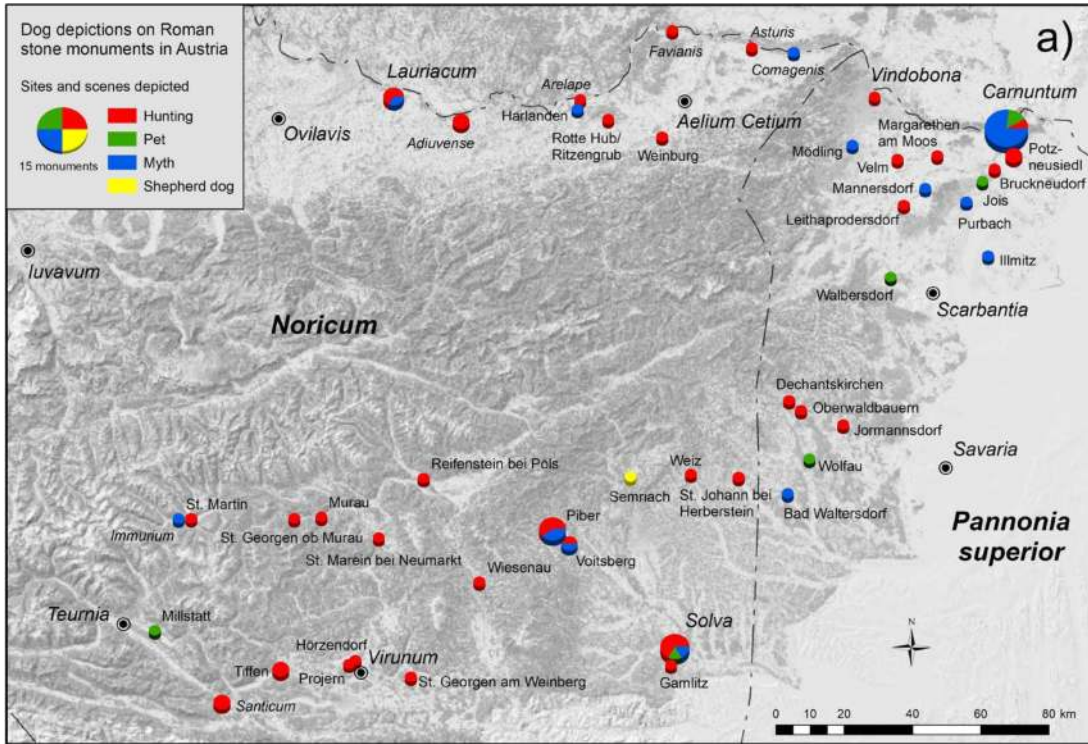 Dog depictions on Roman
stone monuments in Austria
Sites and scenes depicted
Hunting
Pet
Myth
Shepherd dog
15 monuments
a)
Asturis
Favianis
Comagenis
Lauriacum
Arelape
Vindobona
Carnuntum
Harlanden
Ovilavis
Adiuvense
Rotte Hub/
Ritzengrub
Aelium Cetium
Weinburg
Margarethen
am Moos
Mödling
Velm
Potz-
neusiedl
Bruckneudorf
Mannersdorf
Jois
Leithaprodersdorf
Purbach
Iuvavum
Illmitz
Walbersdorf
Scarbantia
Noricum
Dechantskirchen
Oberwaldbauern
Jormannsdorf
Reifenstein bei Pöls
Weiz
Wolfau
Savaria
Semriach
St. Johann bei
Herberstein
Bad Waltersdorf
St. Martin
Murau
Immurium
St. Georgen ob Murau
Piber
Pannonia
superior
St. Marein bei Neumarkt
Voitsberg
Wiesenau
Teurnia
Millstatt
Solva
N
Hörzendorf
Virunum
Tiffen
Projern
St. Georgen am Weinberg
Gamlitz
Santicum
0 20 40 60 80 km